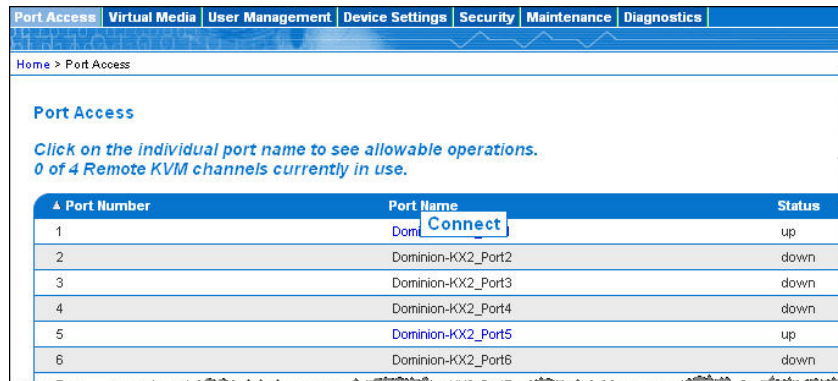 Port Access Virtual Media User Management Device Settings Security Maintenance Diagnostics
Home > Port Access
Port Access
Click on the individual port name to see allowable operations.
0 of 4 Remote KVM channels currently in use.
▲ Port Number Port Name Status
Connect
1 up
2 Dominion-KX2_Port2 down
3 Dominion-KX2_Port3 down
4 Dominion-KX2_Port4 down
5 Dominion-KX2_Port5 up
6 Dominion-KX2_Port6 down